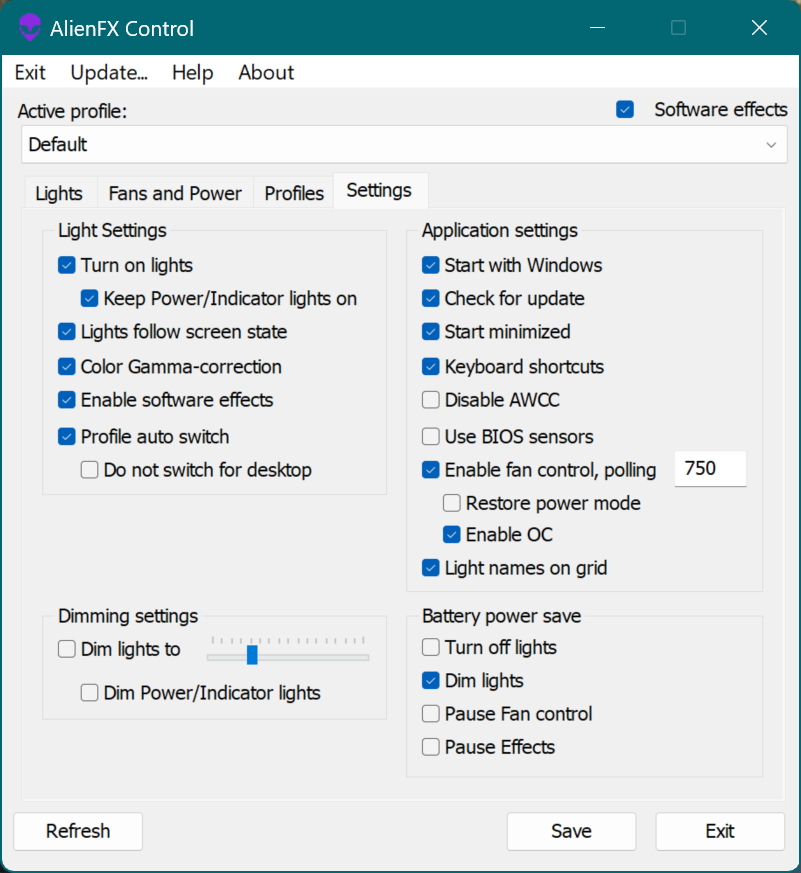 AlienFX Control
Exit Update... Help About
Active profile:
Software effects
Default
Lights Fans and Power Profiles Settings
Light Settings
Turn on lights
Keep Power/Indicator lights on
Lights follow screen state
Color Gamma-correction
Enable software effects
Profile auto switch
Do not switch for desktop
Application settings
Start with Windows
Check for update
Start minimized
Keyboard shortcuts
Disable AWCC
Use BIOS sensors
Enable fan control, polling 750
Restore power mode
Enable OC
Light names on grid
Dimming settings
Dim lights to
Dim Power/Indicator lights
Battery power save
Turn off lights
Dim lights
Pause Fan control
Pause Effects
Refresh Save Exit